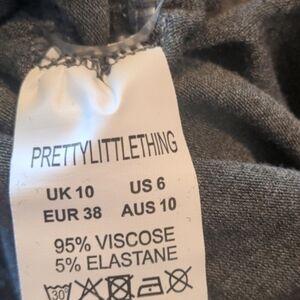 PRETTYLITTLETHING
UK 10 US 6
EUR 38 AUS 10
95% VISCOSE
5% ELASTANE
30°